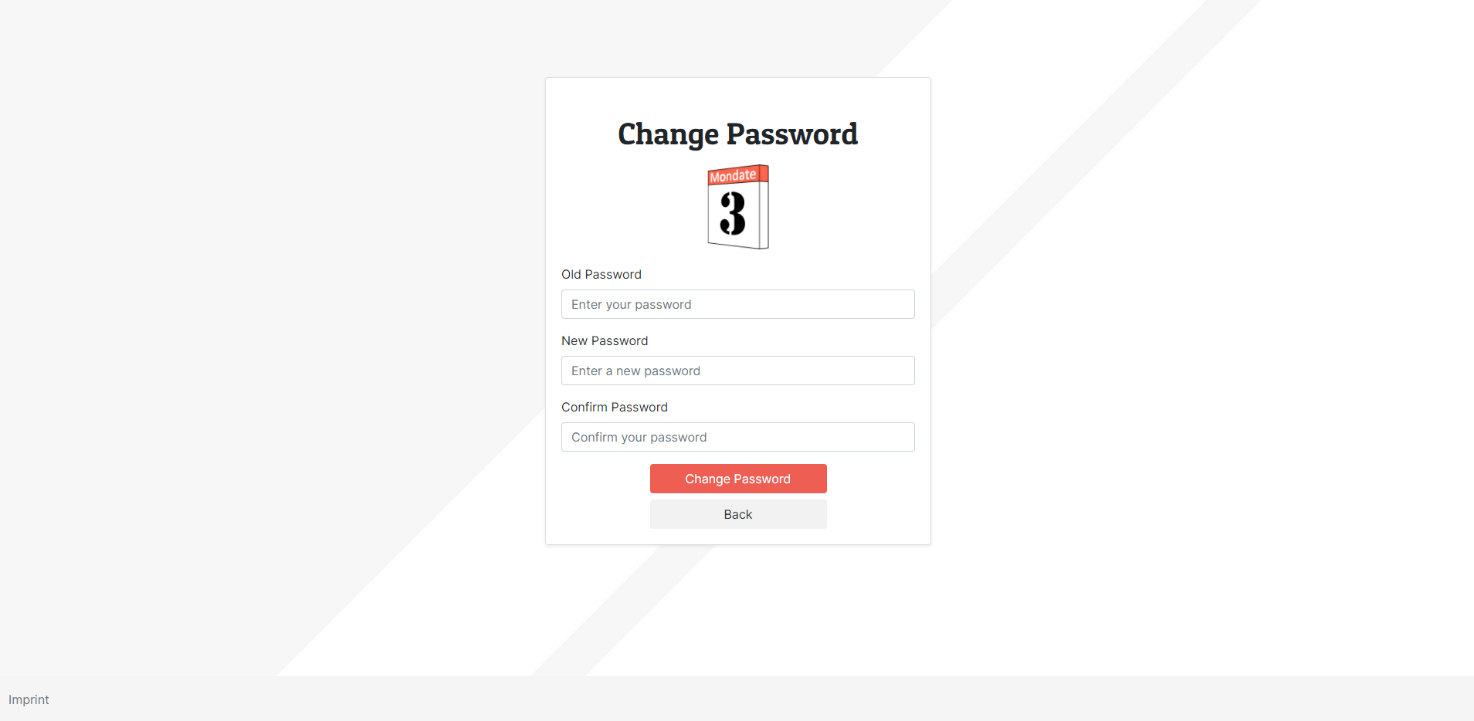 Change Password
Mondate
3
Old Password
Enter your password
New Password
Enter a new password
Confirm Password
Confirm your password
Change Password
Back
Imprint